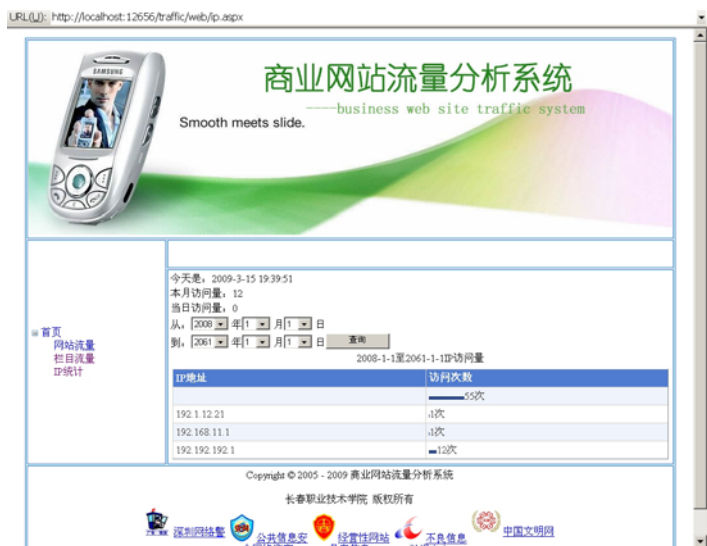 URL(U): http://localhost:12656/traffic/web/ip.aspx
SAMSUNG
商业网站流量分析系统
----business web site traffic system
Smooth meets slide.
今天是：2009-3-15 19:39:51
本月访问量：12
当日访问量：0
从：2008 年1 月1 日
到：2061 年1 月1 日 查询
2008-1-1至2061-1-1IP访问量
首页
网站流量
栏目流量
IP统计
IP地址 访问次数
55次
192.1.12.21 1次
192.168.11.1 1次
192.192.192.1 12次
Copyright © 2005 - 2009 商业网站流量分析系统
长春职业技术学院 版权所有
深圳网络警 公共信息安 经营性网站 不良信息 中国文明网